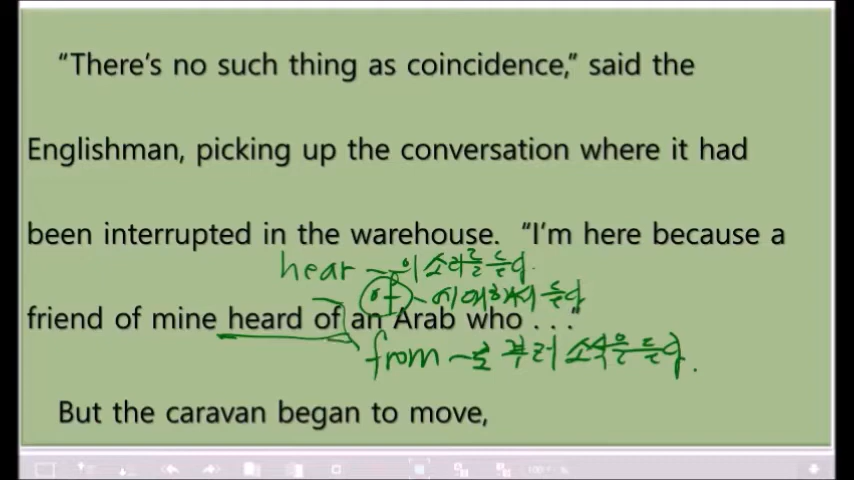 “There’s no such thing as coincidence,” said the
Englishman, picking up the conversation where it had
been interrupted in the warehouse. “I’m here because a
hear ~의 소리를 듣다.
of ~에 대해서 듣다
friend of mine heard of an Arab who . . .”
from ~로 부터 소식을 듣다.
But the caravan began to move,